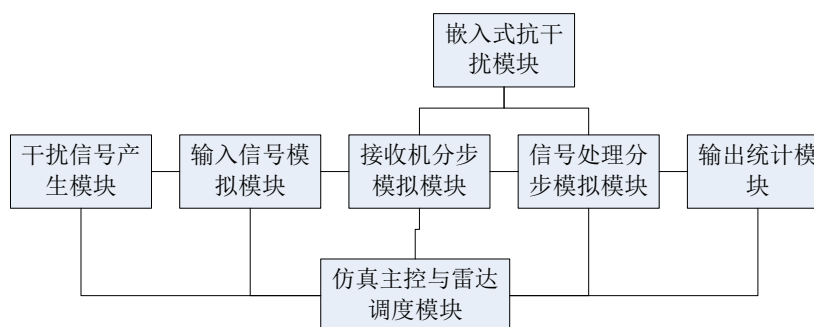 嵌入式抗干
扰模块
干扰信号产
生模块
输入信号模
拟模块
接收机分步
模拟模块
信号处理分
步模拟模块
输出统计模
块
仿真主控与雷达
调度模块